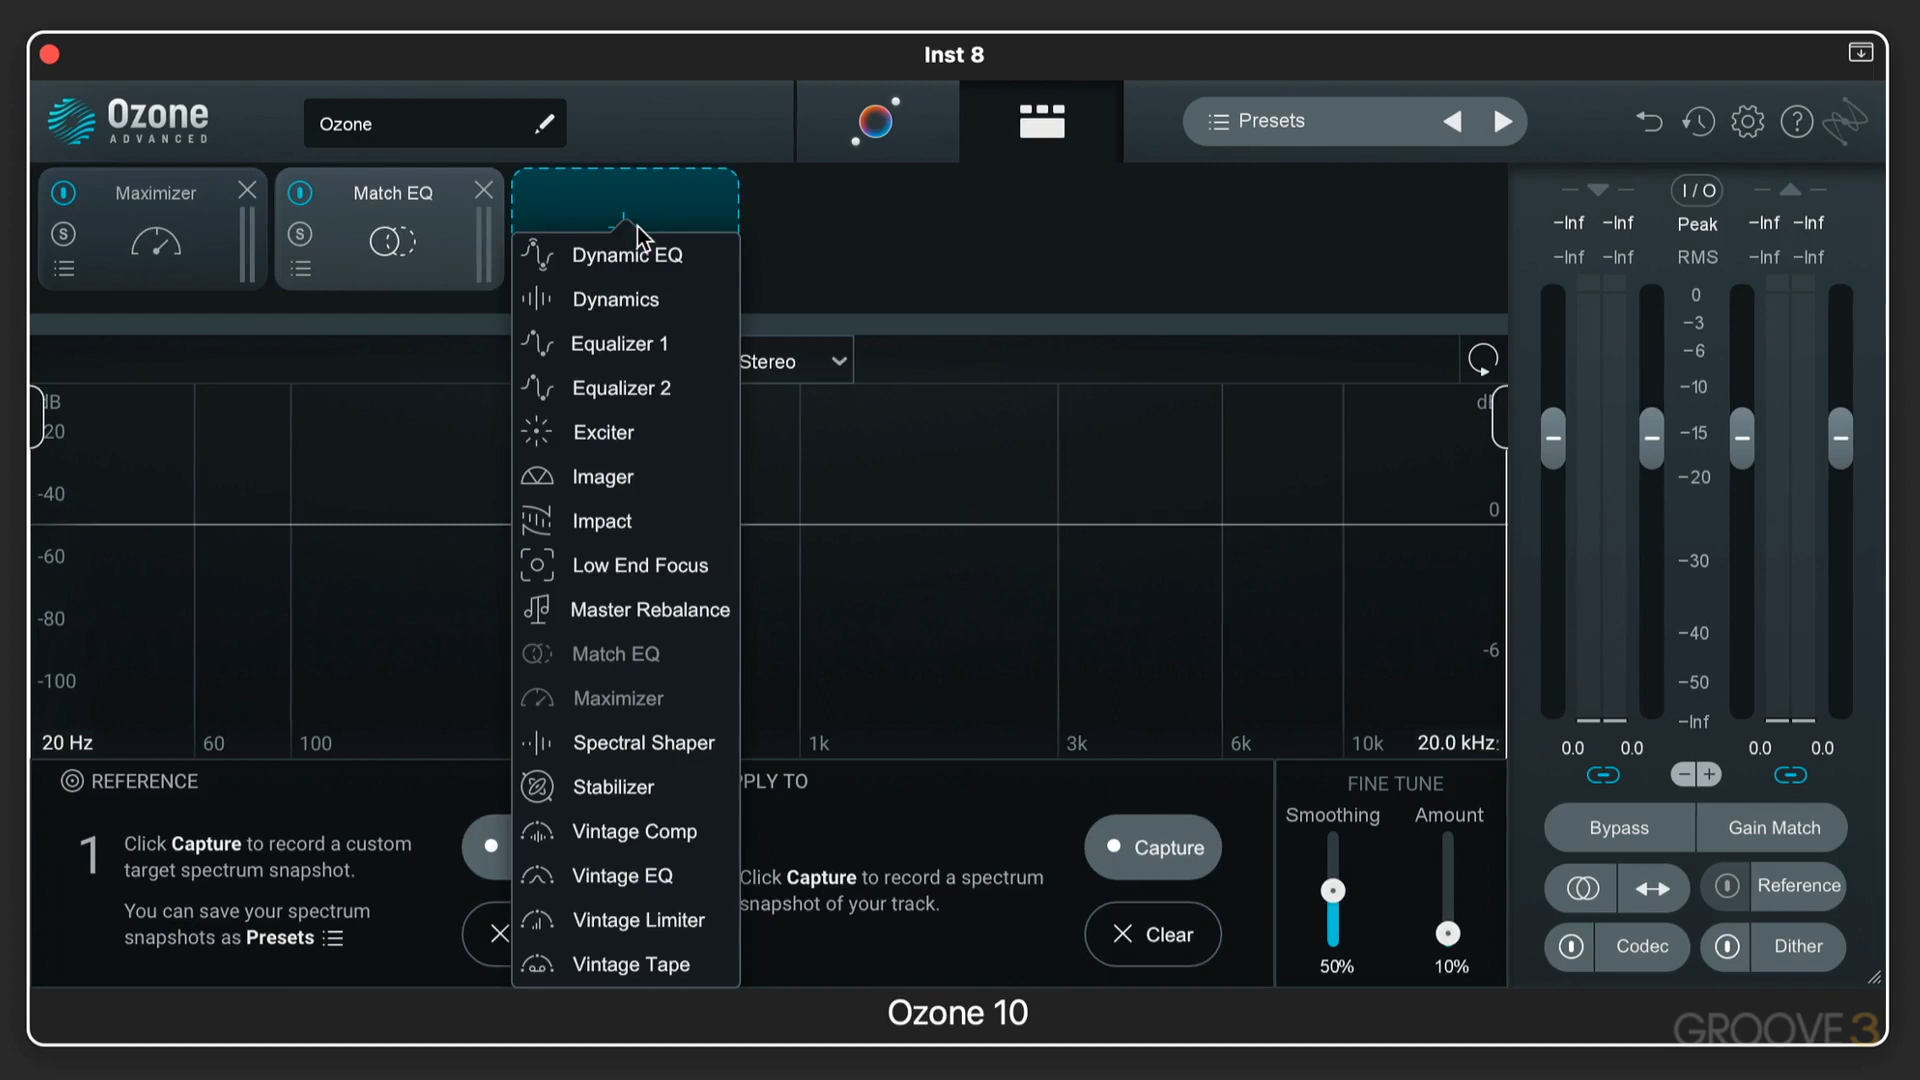 Inst 8
Ozone
ADVANCED
Ozone
Presets
Maximizer
S
Match EQ
S
Dynamic EQ
Dynamics
Equalizer 1
Equalizer 2
Exciter
Imager
Impact
Low End Focus
Master Rebalance
Match EQ
Maximizer
Spectral Shaper
Stabilizer
Vintage Comp
Vintage EQ
Vintage Limiter
Vintage Tape
Stereo
dB
-20
-40
-60
-80
-100
20 Hz 60 100 1k 3k 6k 10k 20.0 kHz
0
-6
REFERENCE
1
Click Capture to record a custom
target spectrum snapshot.
You can save your spectrum
snapshots as Presets
PLY TO
Click Capture to record a spectrum
snapshot of your track.
Capture
Clear
FINE TUNE
Smoothing Amount
50% 10%
I / O
-Inf -Inf Peak -Inf -Inf
-Inf -Inf RMS -Inf -Inf
0
-3
-6
-10
-15
-20
-30
-40
-50
-Inf
0.0 0.0 0.0 0.0
Bypass Gain Match
Reference
Codec Dither
Ozone 10
GROOVE 3